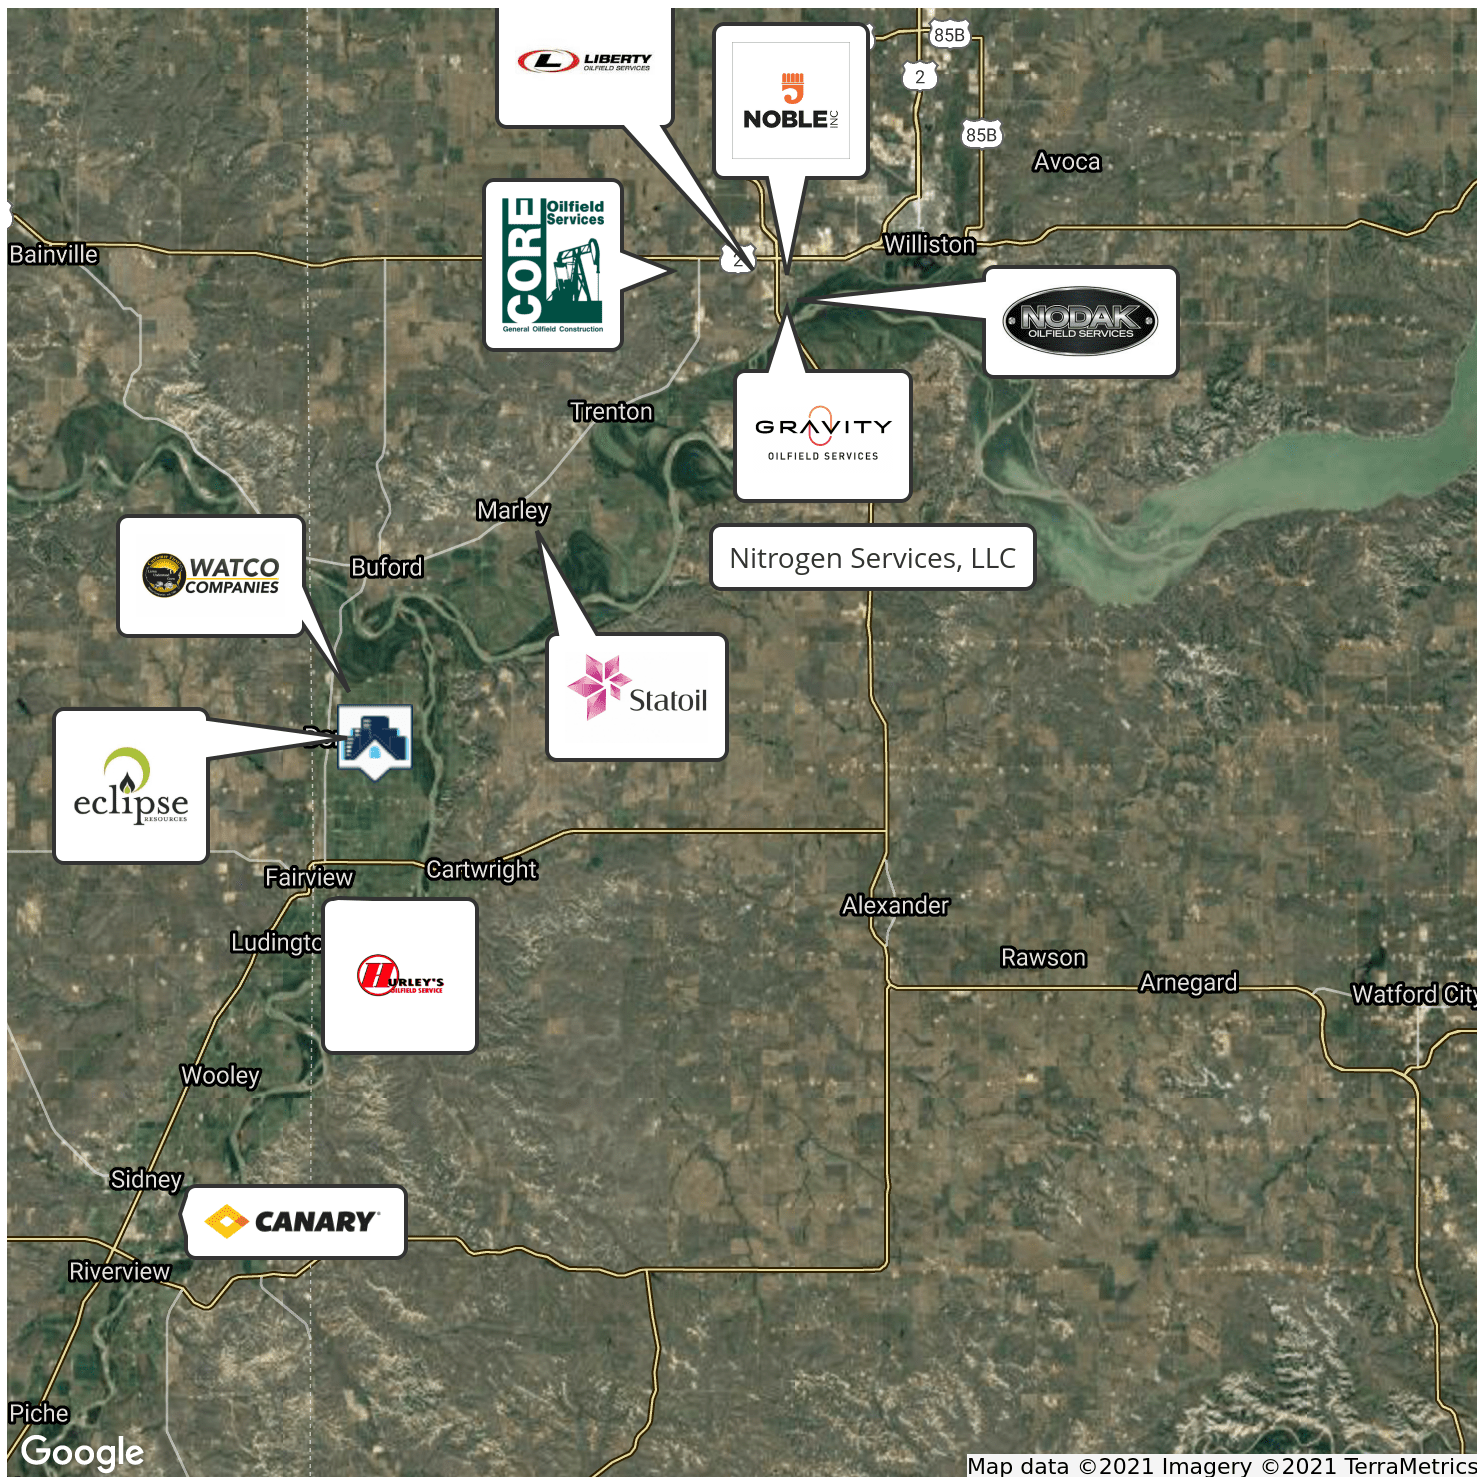 LIBERTY
OILFIELD SERVICES
NOBLE INC
85B
2
85B
Avoca
CORE
Oilfield
Services
General Oilfield Construction
Bainville
2
Williston
NODAK
OILFIELD SERVICES
Trenton
GRAVITY
OILFIELD SERVICES
Marley
Nitrogen Services, LLC
Buford
WATCO
COMPANIES
Statoil
eclipse
RESOURCES
Fairview
Cartwright
Alexander
Ludingto
HURLEY'S
OILFIELD SERVICE
Rawson
Arnegard
Watford City
Wooley
Sidney
CANARY
Riverview
Piche
Google
Map data ©2021 Imagery ©2021 TerraMetrics